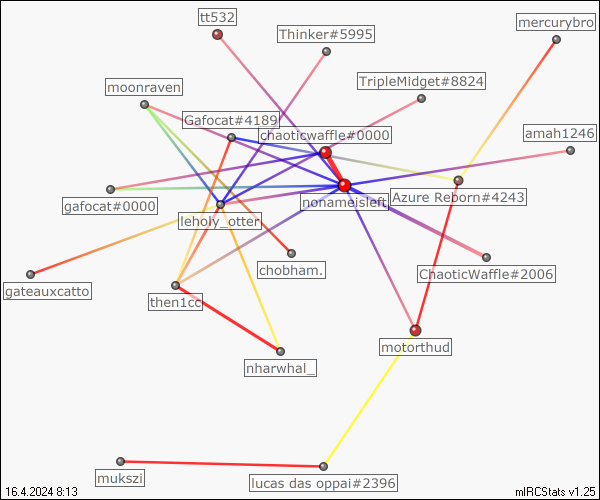 tt532
mercurybro
Thinker#5995
TripleMidget#8824
moonraven
Gafocat#4189
chaoticwaffle#0000
amah1246
gafocat#0000
nonameisleft
Azure Reborn#4243
leholy_otter
chobham.
ChaoticWaffle#2006
gateauxcatto
then1cc
motorthud
nharwhal_
mukszi
lucas das oppai#2396
16.4.2024 8:13
mIRCStats v1.25